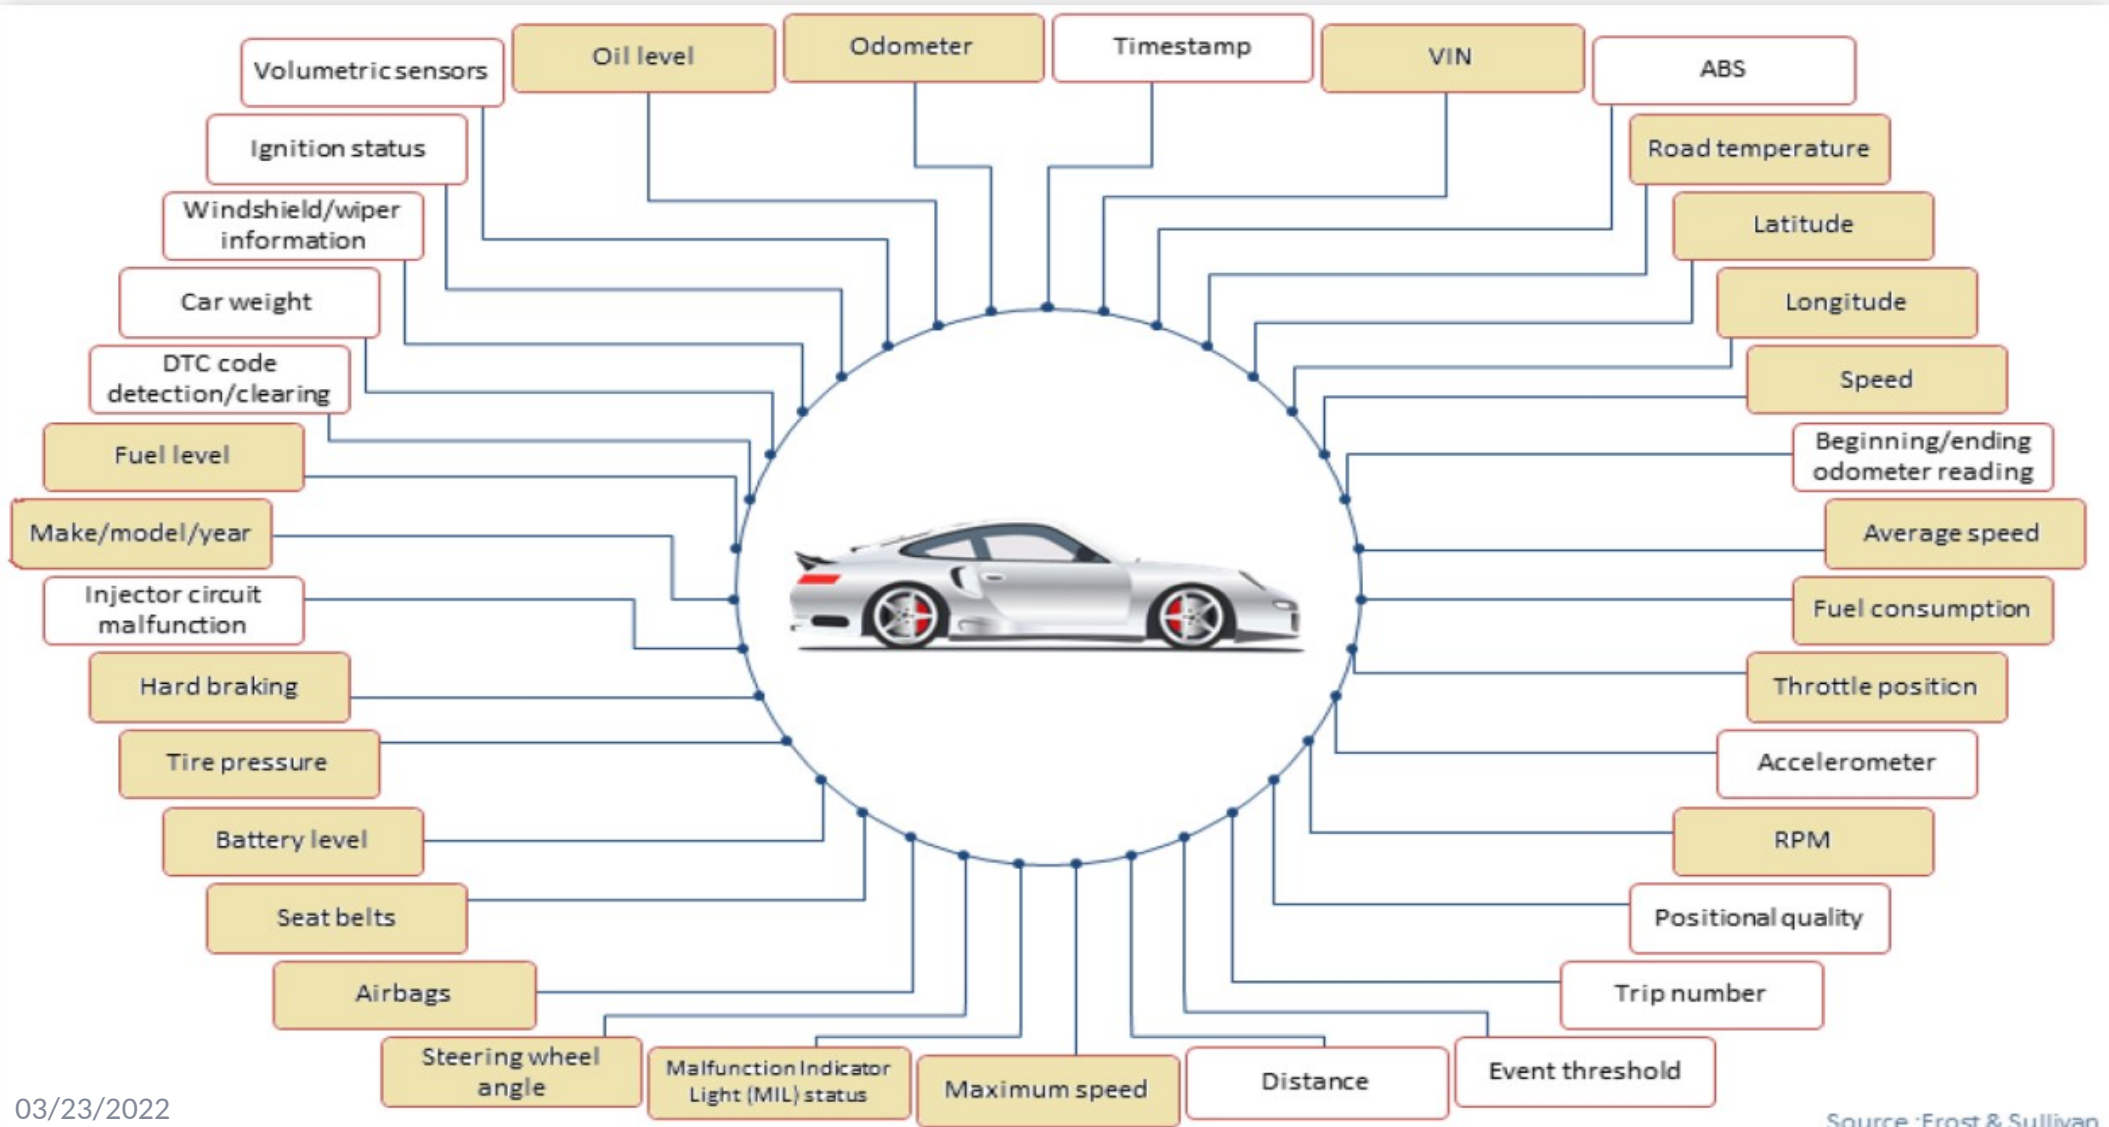 Volumetric sensors
Oil level
Odometer
Timestamp
VIN
ABS
Ignition status
Road temperature
Windshield/wiper
information
Latitude
Car weight
Longitude
DTC code
detection/clearing
Speed
Fuel level
Beginning/ending
odometer reading
Make/model/year
Average speed
Injector circuit
malfunction
Fuel consumption
Hard braking
Throttle position
Tire pressure
Accelerometer
Battery level
RPM
Seat belts
Positional quality
Airbags
Trip number
Steering wheel
angle
Malfunction Indicator
Light (MIL) status
Maximum speed
Distance
Event threshold
03/23/2022
Source :Frost & Sullivan